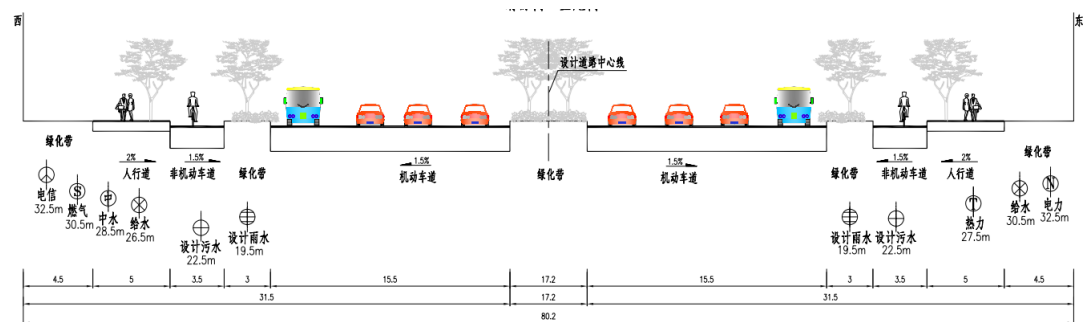 西
东
设计道路中心线
绿化带
2%
人行道
1.5%
非机动车道
绿化带
1.5%
机动车道
绿化带
1.5%
机动车道
绿化带
1.5%
非机动车道
2%
人行道
绿化带
电信
32.5m
S
燃气
30.5m
中
中水
28.5m
给水
26.5m
设计污水
22.5m
设计雨水
19.5m
设计雨水
19.5m
设计污水
22.5m
T
热力
27.5m
给水
30.5m
N
电力
32.5m
4.5 5 3.5 3 15.5 17.2 15.5 3 3.5 5 4.5
31.5 17.2 31.5
80.2